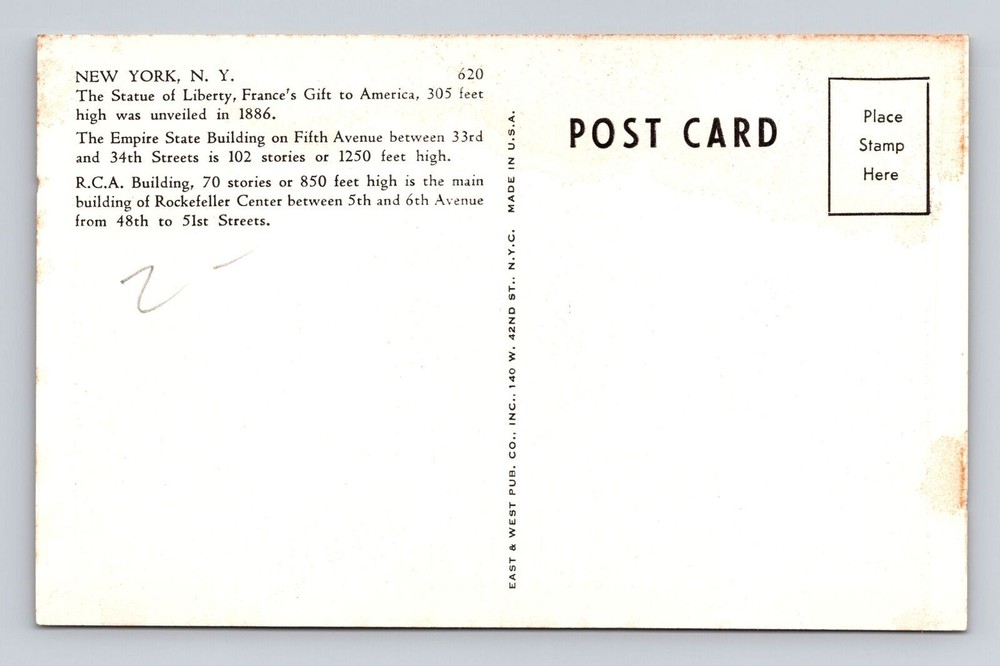 NEW YORK, N. Y. 620
The Statue of Liberty, France's Gift to America, 305 feet
high was unveiled in 1886.
The Empire State Building on Fifth Avenue between 33rd
and 34th Streets is 102 stories or 1250 feet high.
R.C.A. Building, 70 stories or 850 feet high is the main
building of Rockefeller Center between 5th and 6th Avenue
from 48th to 51st Streets.
2 -
EAST & WEST PUB. CO., INC., 140 W. 42ND ST., N.Y.C. MADE IN U.S.A.
POST CARD
Place
Stamp
Here